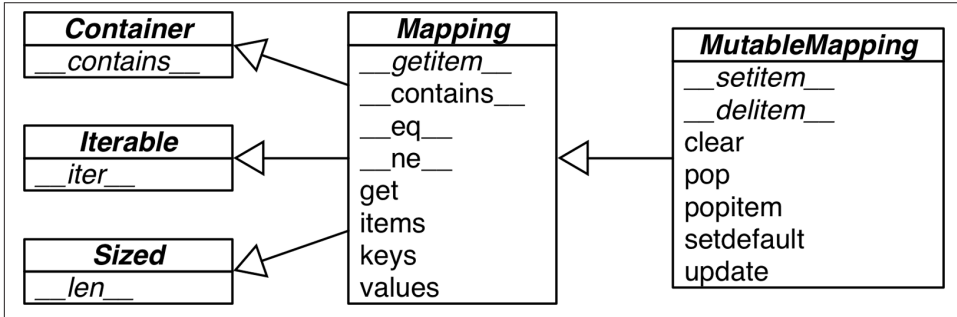 Container
__contains__
Iterable
__iter__
Sized
__len__
Mapping
__getitem__
__contains__
__eq__
__ne__
get
items
keys
values
MutableMapping
__setitem__
__delitem__
clear
pop
popitem
setdefault
update